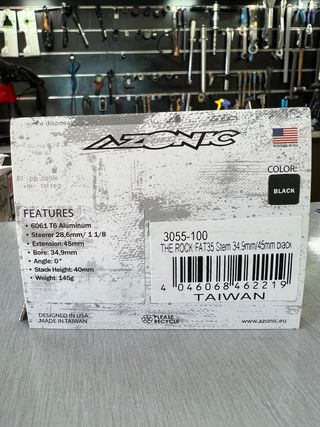 AZONIC
COLOR:
BLACK
FEATURES
• 6061 T6 Aluminum
• Steerer 28,6mm/ 1 1/8
• Extension: 45mm
• Bore: 34,9mm
• Angle: 0°
• Stack Height: 40mm
• Weight: 145g
3055-100
THE ROCK FAT35 Stem 34.9mm/45mm black
4 046068 462219
TAIWAN
DESIGNED IN USA
MADE IN TAIWAN
PLEASE
RECYCLE
www.azonic.eu